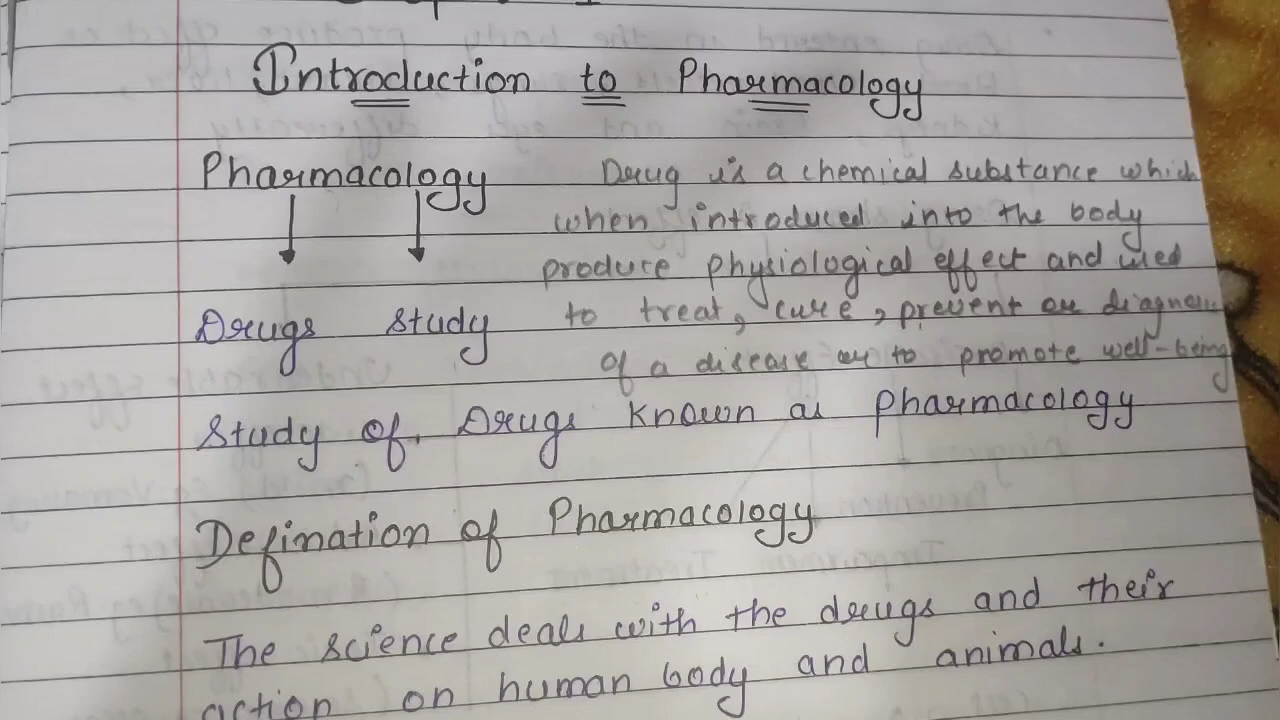 Introduction to Pharmacology
Pharmacology
Drugs study
Drug is a chemical substance which
when introduced into the body
produce physiological effect and used
to treat, cure, prevent or
of a disease or to promote well-being
Study of Drugs Known as Pharmacology
Defination of Pharmacology
The science deals with the drugs and their
action on human body and animals.